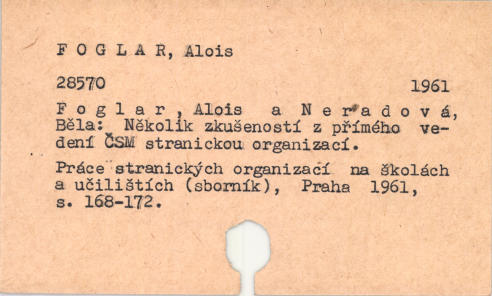 F O G L A R, Alois
28570 1961
F o g l a r, Alois a N e r a d o v á,
Běla: Několik zkušeností z přímého ve-
dení ČSM stranickou organizací.
Práce stranických organizací na školách
a učilištích (sborník), Praha 1961,
s. 168-172.